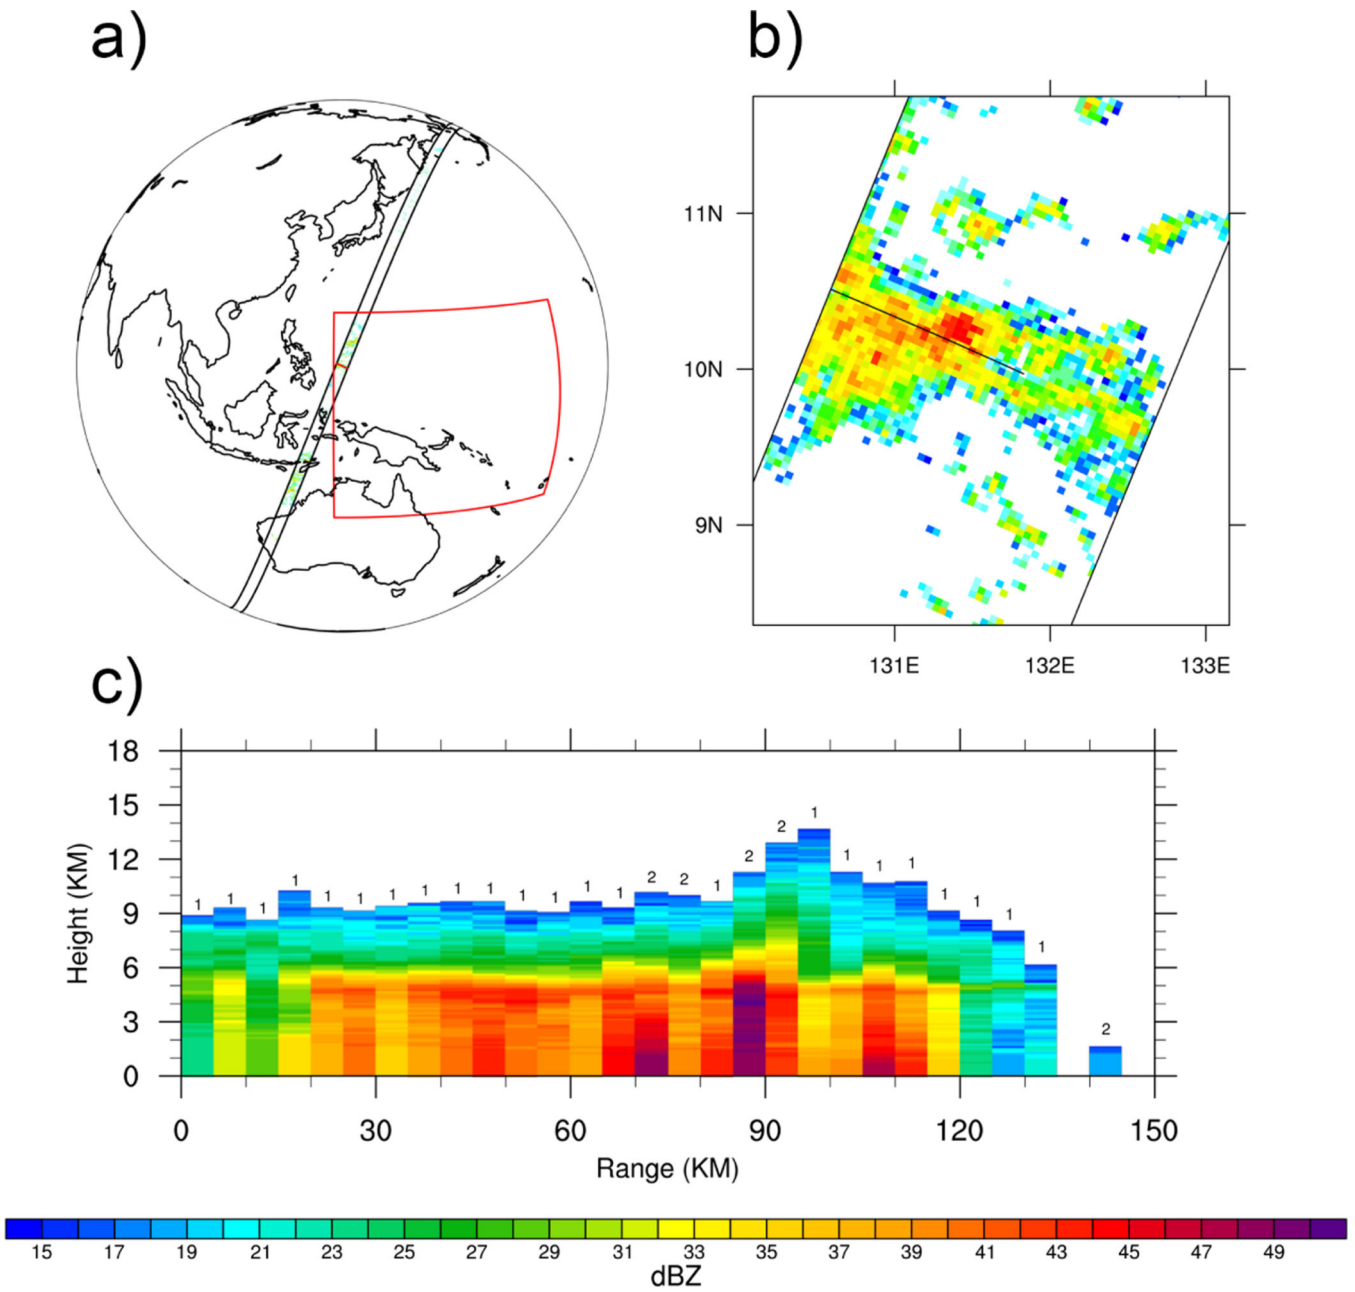 a)
b)
11N
10N
9N
131E 132E 133E
c)
18
15
12
9
6
3
0
Height (KM)
1 1 1 1 1 1 1 1 1 1 1 1 1 1 2 2 1 2 2 1 1 1 1 1 1 1 1 2
0 30 60 90 120 150
Range (KM)
15 17 19 21 23 25 27 29 31 33 35 37 39 41 43 45 47 49
dBZ